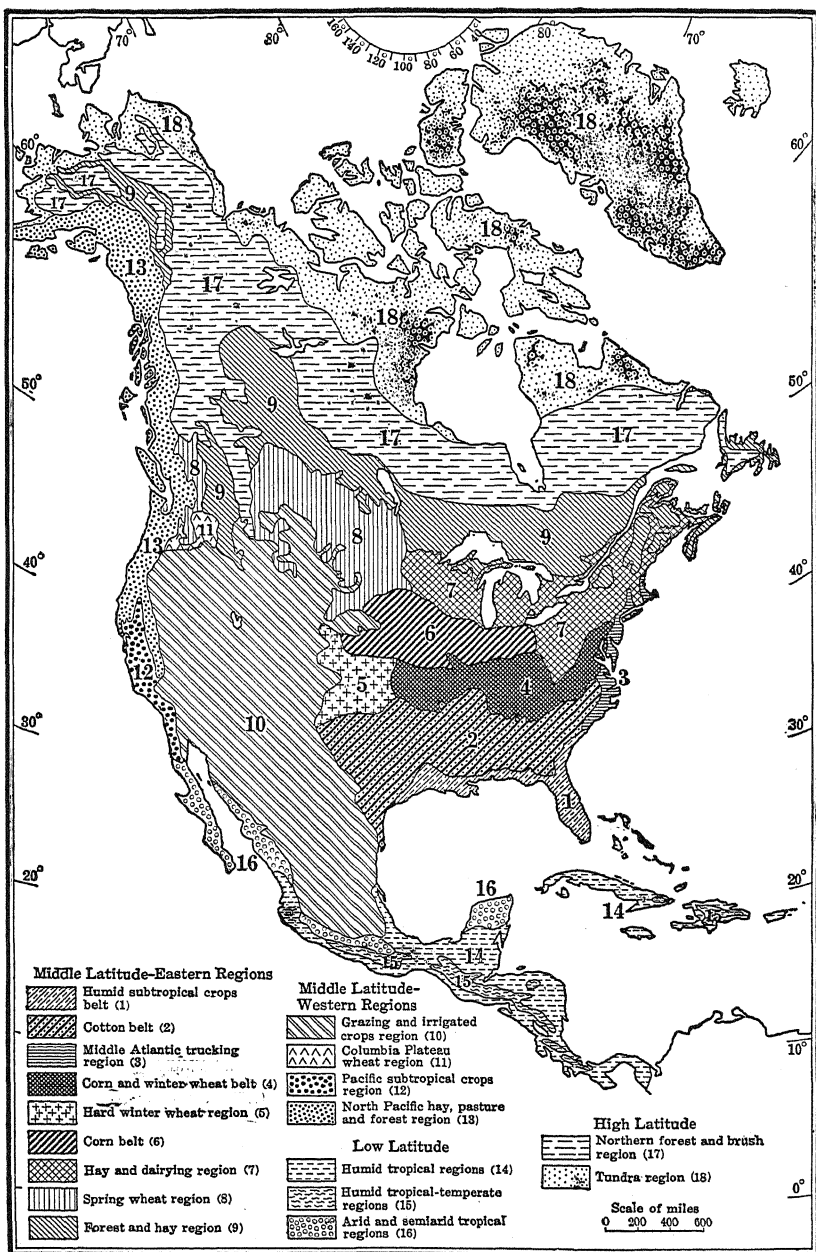 70°
80°
160 140 120 100 80 60 40
80°
70°
18
18
60°
60°
17
17
9
13
18
17
18
50°
9
18
50°
17
17
8
9
8
9
11
13
40°
40°
7
6
7
12
5
4
3
30°
10
2
30°
1
16
20°
16
20°
14
14
15
15
10°
0°
Middle Latitude-Eastern Regions
Humid subtropical crops
belt (1)
Cotton belt (2)
Middle Atlantic trucking
region (3)
Corn and winter wheat belt (4)
Hard winter wheat region (5)
Corn belt (6)
Hay and dairying region (7)
Spring wheat region (8)
Forest and hay region (9)
Middle Latitude-
Western Regions
Grazing and irrigated
crops region (10)
Columbia Plateau
wheat region (11)
Pacific subtropical crops
region (12)
North Pacific hay, pasture
and forest region (13)
Low Latitude
Humid tropical regions (14)
Humid tropical-temperate
regions (15)
Arid and semiarid tropical
regions (16)
High Latitude
Northern forest and brush
region (17)
Tundra region (18)
Scale of miles
0 200 400 600